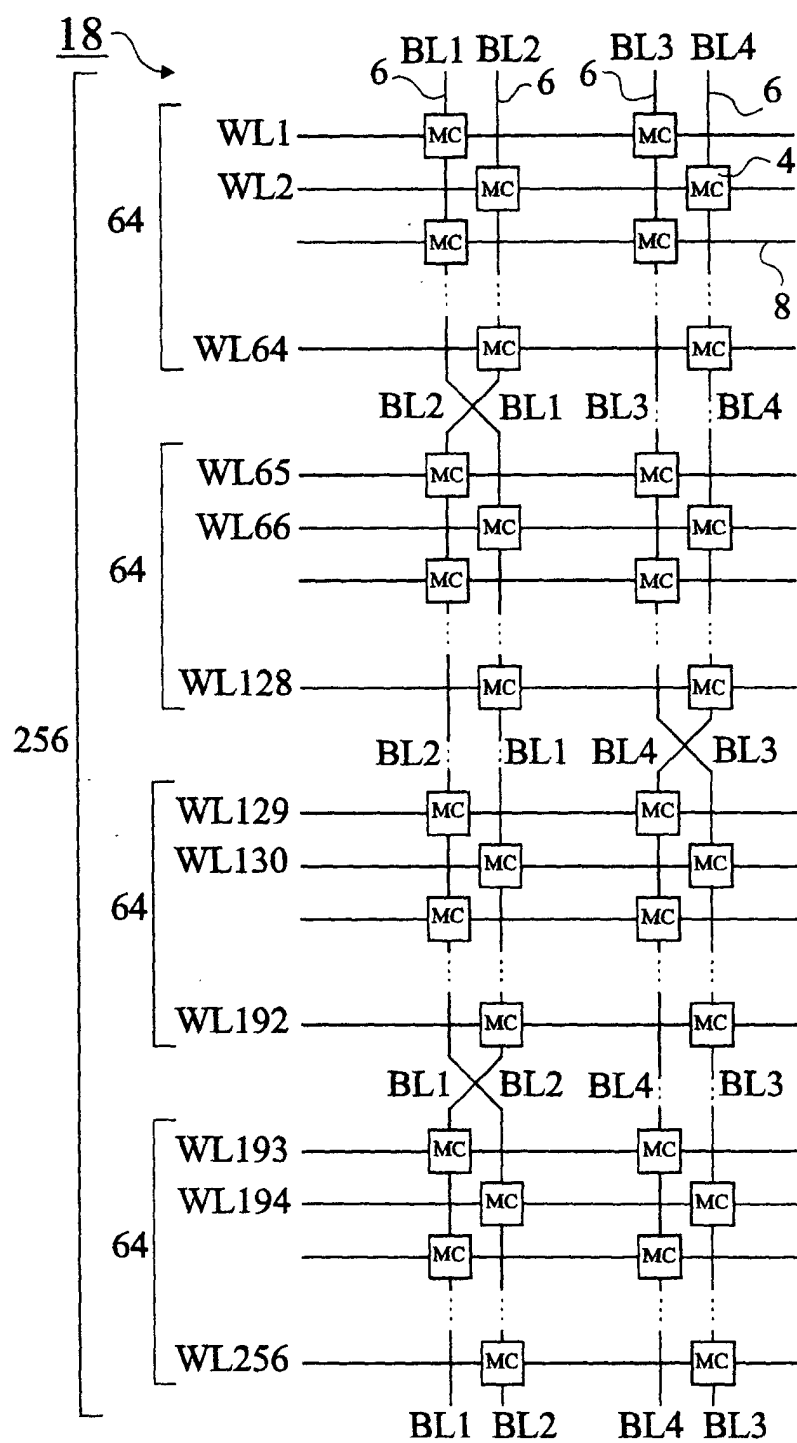 18
BL1 BL2 BL3 BL4
6 6 6 6
WL1 MC MC
WL2 MC MC 4
64
MC MC
8
WL64 MC MC
BL2 BL1 BL3 BL4
WL65 MC MC
WL66 MC MC
64
MC MC
WL128 MC MC
256
BL2 BL1 BL4 BL3
WL129 MC MC
WL130 MC MC
64
MC MC
WL192 MC MC
BL1 BL2 BL4 BL3
WL193 MC MC
WL194 MC MC
64
MC MC
WL256 MC MC
BL1 BL2 BL4 BL3